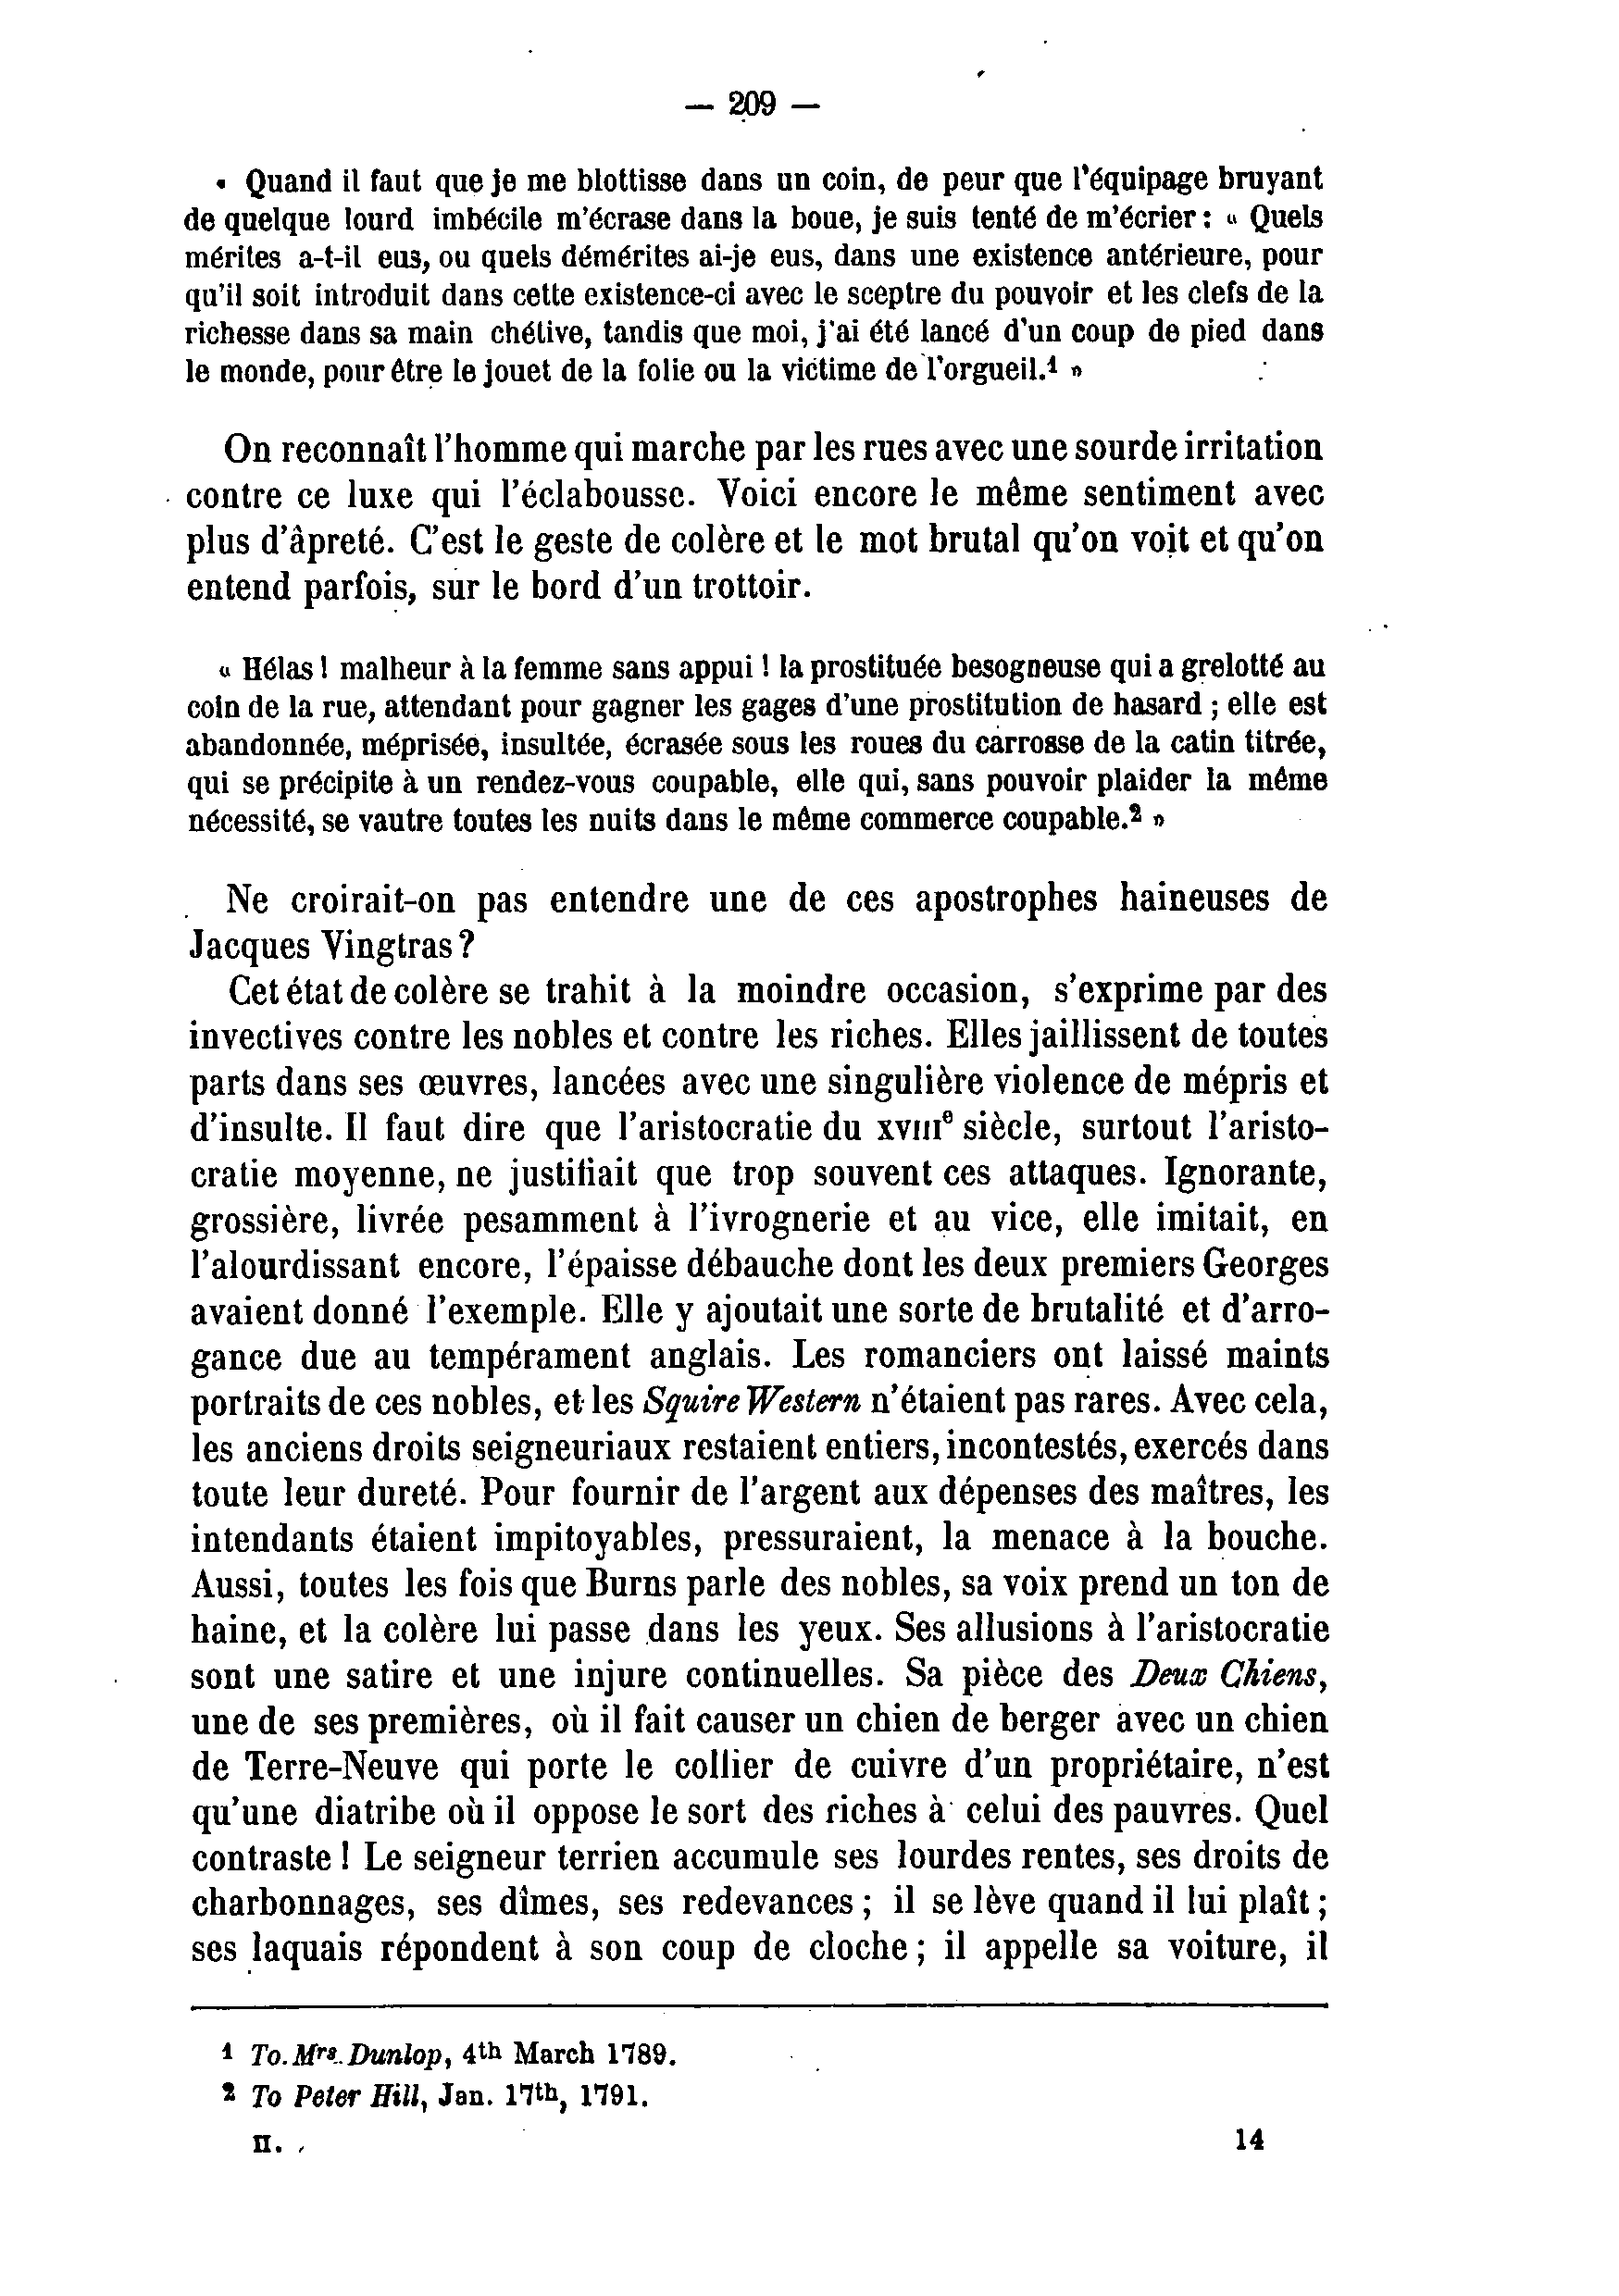 — 209 —
« Quand il faut que je me blottisse dans un coin, de peur que l'équipage bruyant
de quelque lourd imbécile m'écrase dans la boue, je suis tenté de m'écrier : « Quels
mérites a-t-il eus, ou quels démérites ai-je eus, dans une existence antérieure, pour
qu'il soit introduit dans cette existence-ci avec le sceptre du pouvoir et les clefs de la
richesse dans sa main chétive, tandis que moi, j'ai été lancé d'un coup de pied dans
le monde, pour être le jouet de la folie ou la victime de l'orgueil.¹ »
On reconnaît l'homme qui marche par les rues avec une sourde irritation
contre ce luxe qui l'éclabousse. Voici encore le même sentiment avec
plus d'âpreté. C'est le geste de colère et le mot brutal qu'on voit et qu'on
entend parfois, sur le bord d'un trottoir.
« Hélas ! malheur à la femme sans appui ! la prostituée besogneuse qui a grelotté au
coin de la rue, attendant pour gagner les gages d'une prostitution de hasard ; elle est
abandonnée, méprisée, insultée, écrasée sous les roues du carrosse de la catin titrée,
qui se précipite à un rendez-vous coupable, elle qui, sans pouvoir plaider la même
nécessité, se vautre toutes les nuits dans le même commerce coupable.² »
Ne croirait-on pas entendre une de ces apostrophes haineuses de
Jacques Vingtras ?
Cet état de colère se trahit à la moindre occasion, s'exprime par des
invectives contre les nobles et contre les riches. Elles jaillissent de toutes
parts dans ses œuvres, lancées avec une singulière violence de mépris et
d'insulte. Il faut dire que l'aristocratie du XVIIIe siècle, surtout l'aristo-
cratie moyenne, ne justifiait que trop souvent ces attaques. Ignorante,
grossière, livrée pesamment à l'ivrognerie et au vice, elle imitait, en
l'alourdissant encore, l'épaisse débauche dont les deux premiers Georges
avaient donné l'exemple. Elle y ajoutait une sorte de brutalité et d'arro-
gance due au tempérament anglais. Les romanciers ont laissé maints
portraits de ces nobles, et les Squire Western n'étaient pas rares. Avec cela,
les anciens droits seigneuriaux restaient entiers, incontestés, exercés dans
toute leur dureté. Pour fournir de l'argent aux dépenses des maîtres, les
intendants étaient impitoyables, pressuraient, la menace à la bouche.
Aussi, toutes les fois que Burns parle des nobles, sa voix prend un ton de
haine, et la colère lui passe dans les yeux. Ses allusions à l'aristocratie
sont une satire et une injure continuelles. Sa pièce des Deux Chiens,
une de ses premières, où il fait causer un chien de berger avec un chien
de Terre-Neuve qui porte le collier de cuivre d'un propriétaire, n'est
qu'une diatribe où il oppose le sort des riches à celui des pauvres. Quel
contraste ! Le seigneur terrien accumule ses lourdes rentes, ses droits de
charbonnages, ses dîmes, ses redevances ; il se lève quand il lui plaît ;
ses laquais répondent à son coup de cloche ; il appelle sa voiture, il
¹ To Mrs. Dunlop, 4th March 1789.
² To Peter Hill, Jan. 17th, 1791.
II. 14